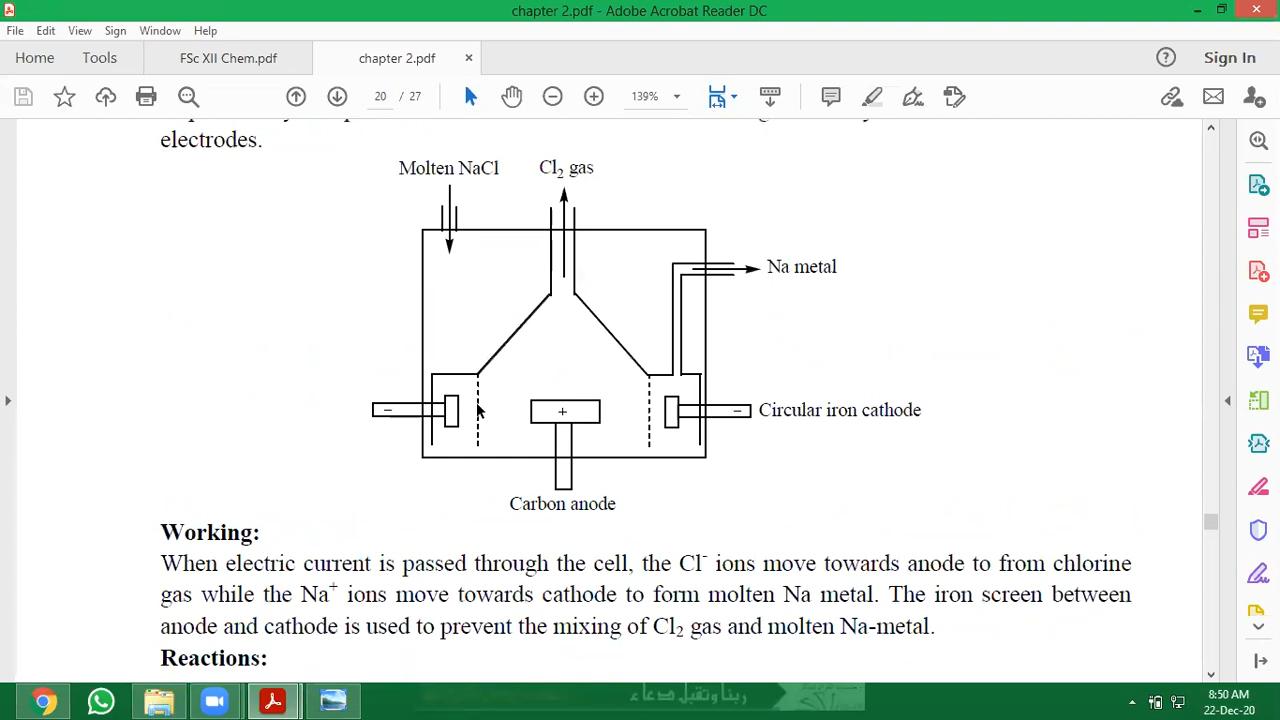 chapter 2.pdf - Adobe Acrobat Reader DC
File Edit View Sign Window Help
Home Tools FSc XII Chem.pdf chapter 2.pdf × ? Sign In
20 / 27 139%
electrodes.
Molten NaCl Cl₂ gas
Na metal
− + − Circular iron cathode
Carbon anode
Working:
When electric current is passed through the cell, the Cl⁻ ions move towards anode to from chlorine
gas while the Na⁺ ions move towards cathode to form molten Na metal. The iron screen between
anode and cathode is used to prevent the mixing of Cl₂ gas and molten Na-metal.
Reactions:
ربنا وتقبل دعاء
8:50 AM
22-Dec-20